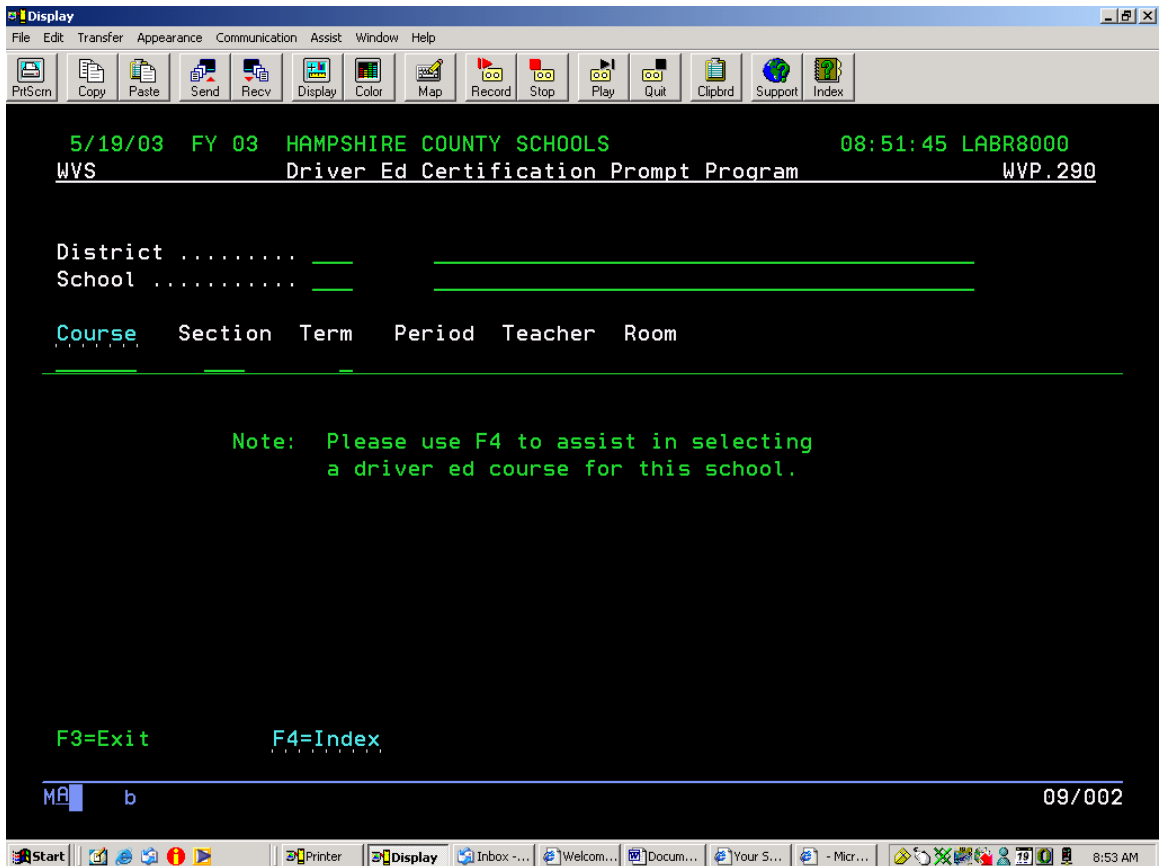 Display
File Edit Transfer Appearance Communication Assist Window Help
PrtScrn Copy Paste Send Recv Display Color Map Record Stop Play Quit Clipbrd Support Index
5/19/03 FY 03 HAMPSHIRE COUNTY SCHOOLS 08:51:45 LABR8000
WVS Driver Ed Certification Prompt Program WVP.290
District ......... ___
School ........... ___
Course Section Term Period Teacher Room
Note: Please use F4 to assist in selecting
a driver ed course for this school.
F3=Exit F4=Index
MA b 09/002
Start Printer Display Inbox -... Welcom... Docum... Your S... - Micr... 19 8:53 AM